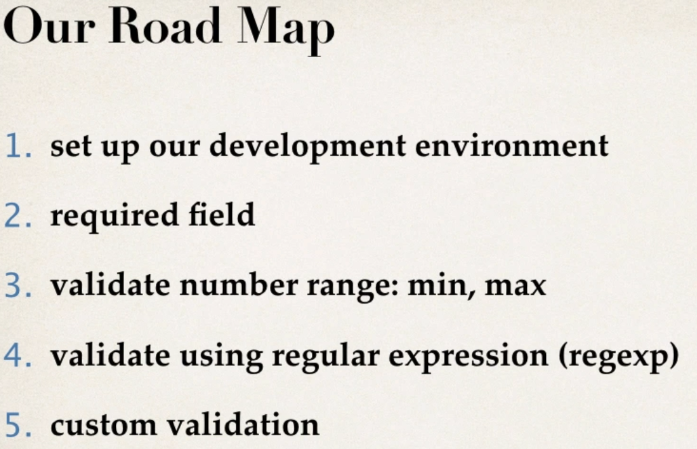 Our Road Map
1. set up our development environment
2. required field
3. validate number range: min, max
4. validate using regular expression (regexp)
5. custom validation